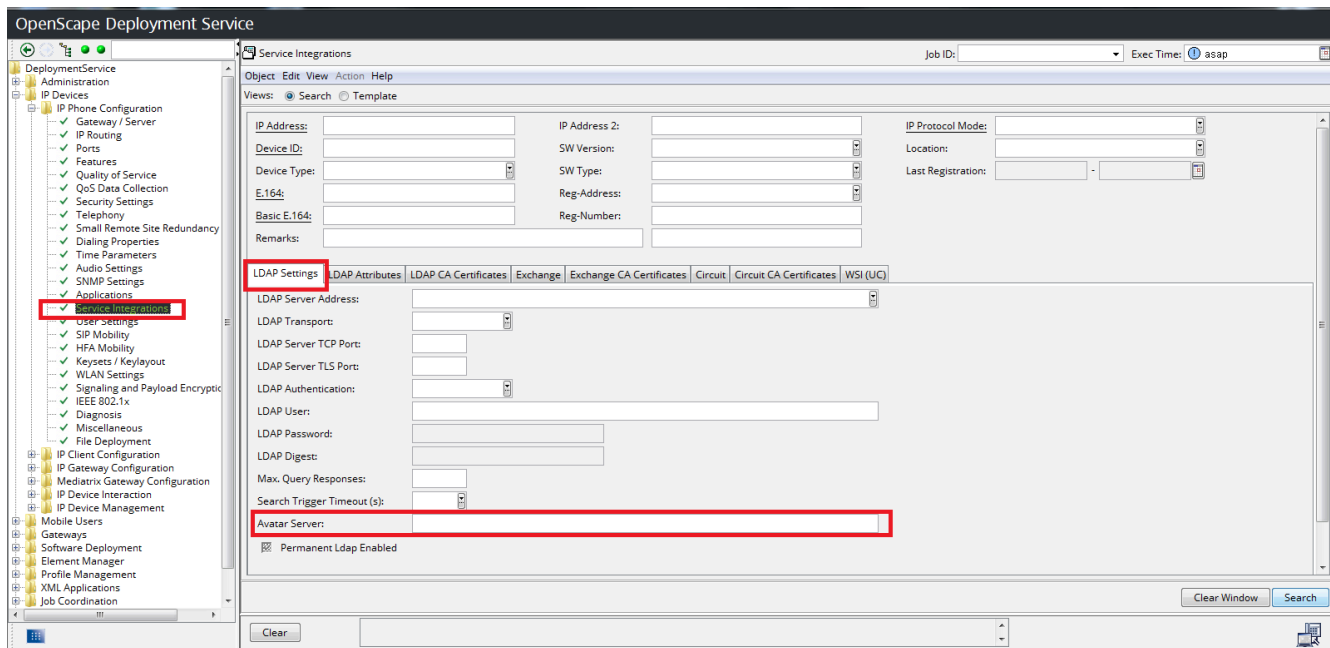 OpenScape Deployment Service
DeploymentService
Administration
IP Devices
IP Phone Configuration
Gateway / Server
IP Routing
Ports
Features
Quality of Service
QoS Data Collection
Security Settings
Telephony
Small Remote Site Redundancy
Dialing Properties
Time Parameters
Audio Settings
SNMP Settings
Applications
Service Integrations
User Settings
SIP Mobility
HFA Mobility
Keysets / Keylayout
WLAN Settings
Signaling and Payload Encryptic
IEEE 802.1x
Diagnosis
Miscellaneous
File Deployment
IP Client Configuration
IP Gateway Configuration
Mediatrix Gateway Configuration
IP Device Interaction
IP Device Management
Mobile Users
Gateways
Software Deployment
Element Manager
Profile Management
XML Applications
Job Coordination
Service Integrations Job ID: Exec Time: asap
Object Edit View Action Help
Views: Search Template
IP Address: IP Address 2: IP Protocol Mode:
Device ID: SW Version: Location:
Device Type: SW Type: Last Registration: -
E.164: Reg-Address:
Basic E.164: Reg-Number:
Remarks:
LDAP Settings LDAP Attributes LDAP CA Certificates Exchange Exchange CA Certificates Circuit Circuit CA Certificates WSI (UC)
LDAP Server Address:
LDAP Transport:
LDAP Server TCP Port:
LDAP Server TLS Port:
LDAP Authentication:
LDAP User:
LDAP Password:
LDAP Digest:
Max. Query Responses:
Search Trigger Timeout (s):
Avatar Server:
Permanent Ldap Enabled
Clear Window Search
Clear